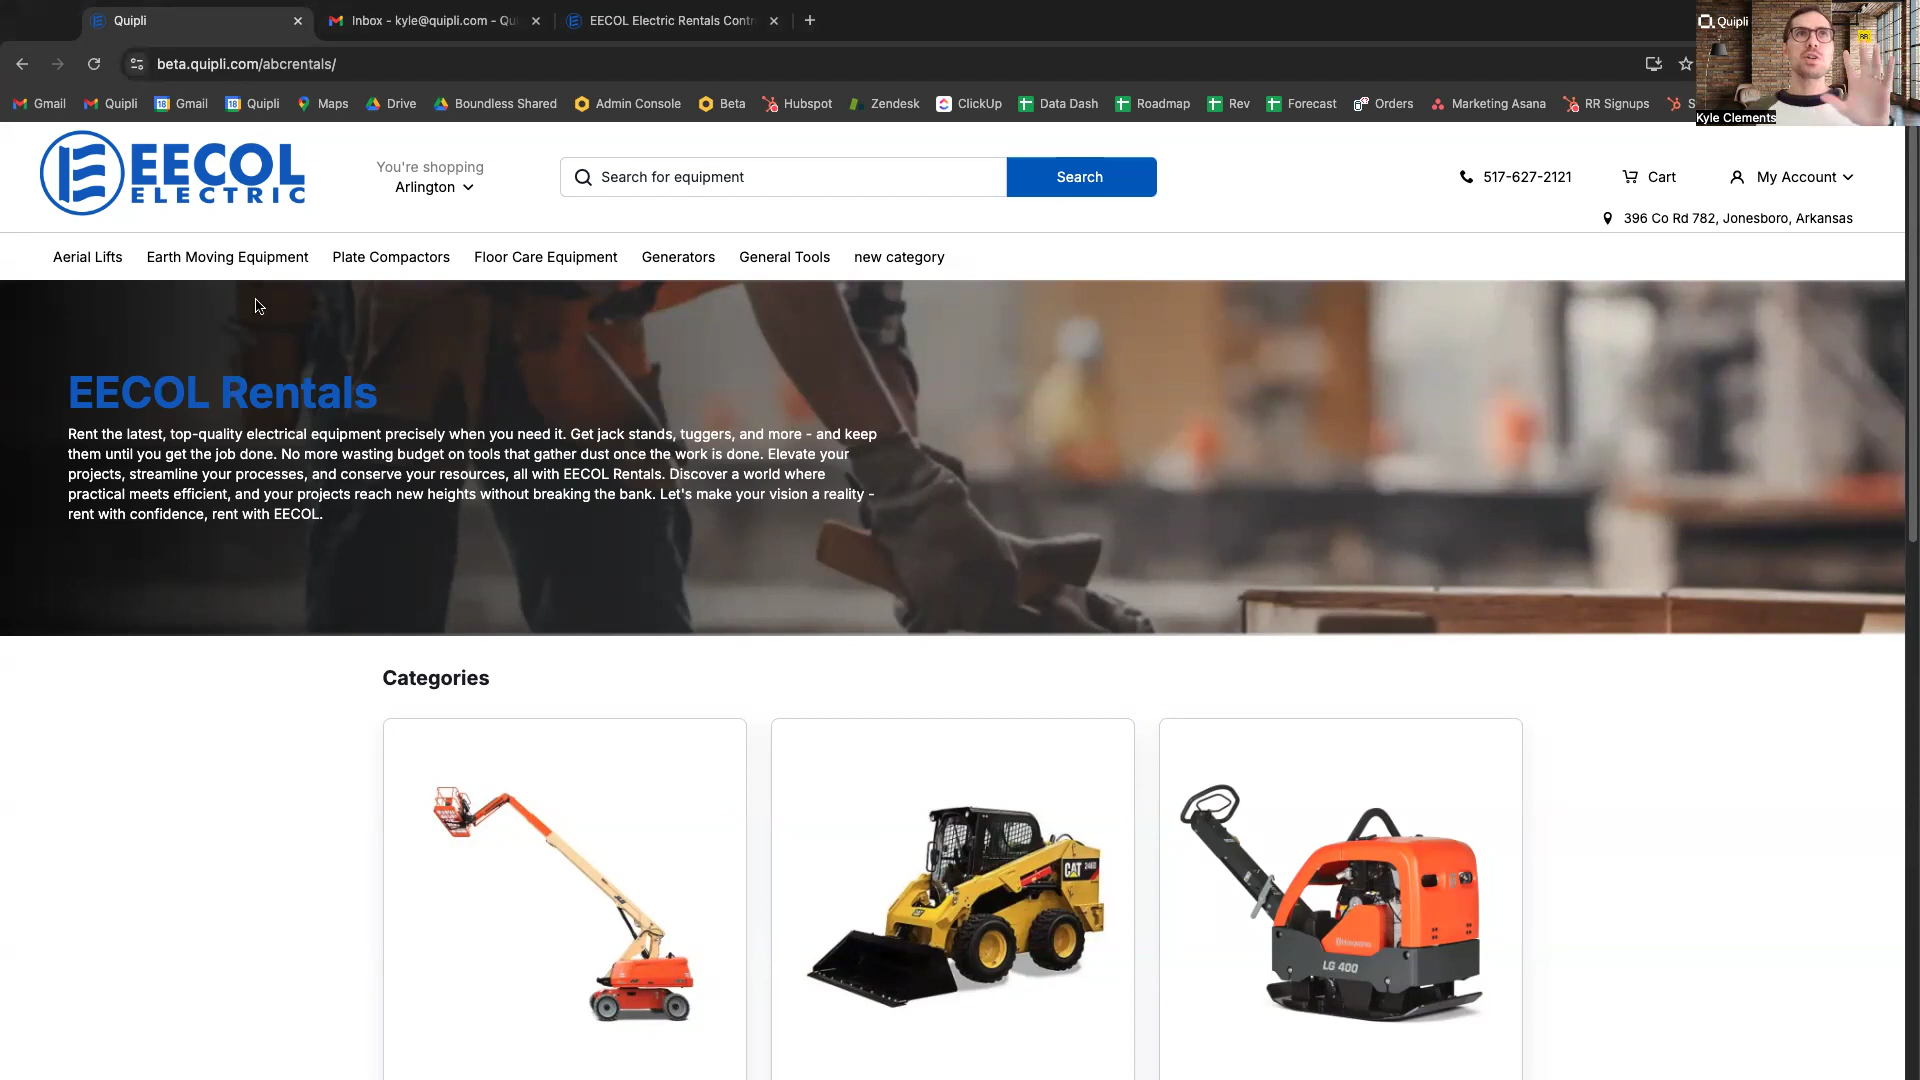 Quipli
Inbox - kyle@quipli.com - Qu
EECOL Electric Rentals Contr
beta.quipli.com/abcrentals/
Quipli
Kyle Clements
Gmail
Quipli
Gmail
Quipli
Maps
Drive
Boundless Shared
Admin Console
Beta
Hubspot
Zendesk
ClickUp
Data Dash
Roadmap
Rev
Forecast
Orders
Marketing Asana
RR Signups
S
EECOL
ELECTRIC
You're shopping
Arlington
Search for equipment
Search
517-627-2121
Cart
My Account
396 Co Rd 782, Jonesboro, Arkansas
Aerial Lifts
Earth Moving Equipment
Plate Compactors
Floor Care Equipment
Generators
General Tools
new category
EECOL Rentals
Rent the latest, top-quality electrical equipment precisely when you need it. Get jack stands, tuggers, and more - and keep
them until you get the job done. No more wasting budget on tools that gather dust once the work is done. Elevate your
projects, streamline your processes, and conserve your resources, all with EECOL Rentals. Discover a world where
practical meets efficient, and your projects reach new heights without breaking the bank. Let's make your vision a reality -
rent with confidence, rent with EECOL.
Categories
CAT
LG 400